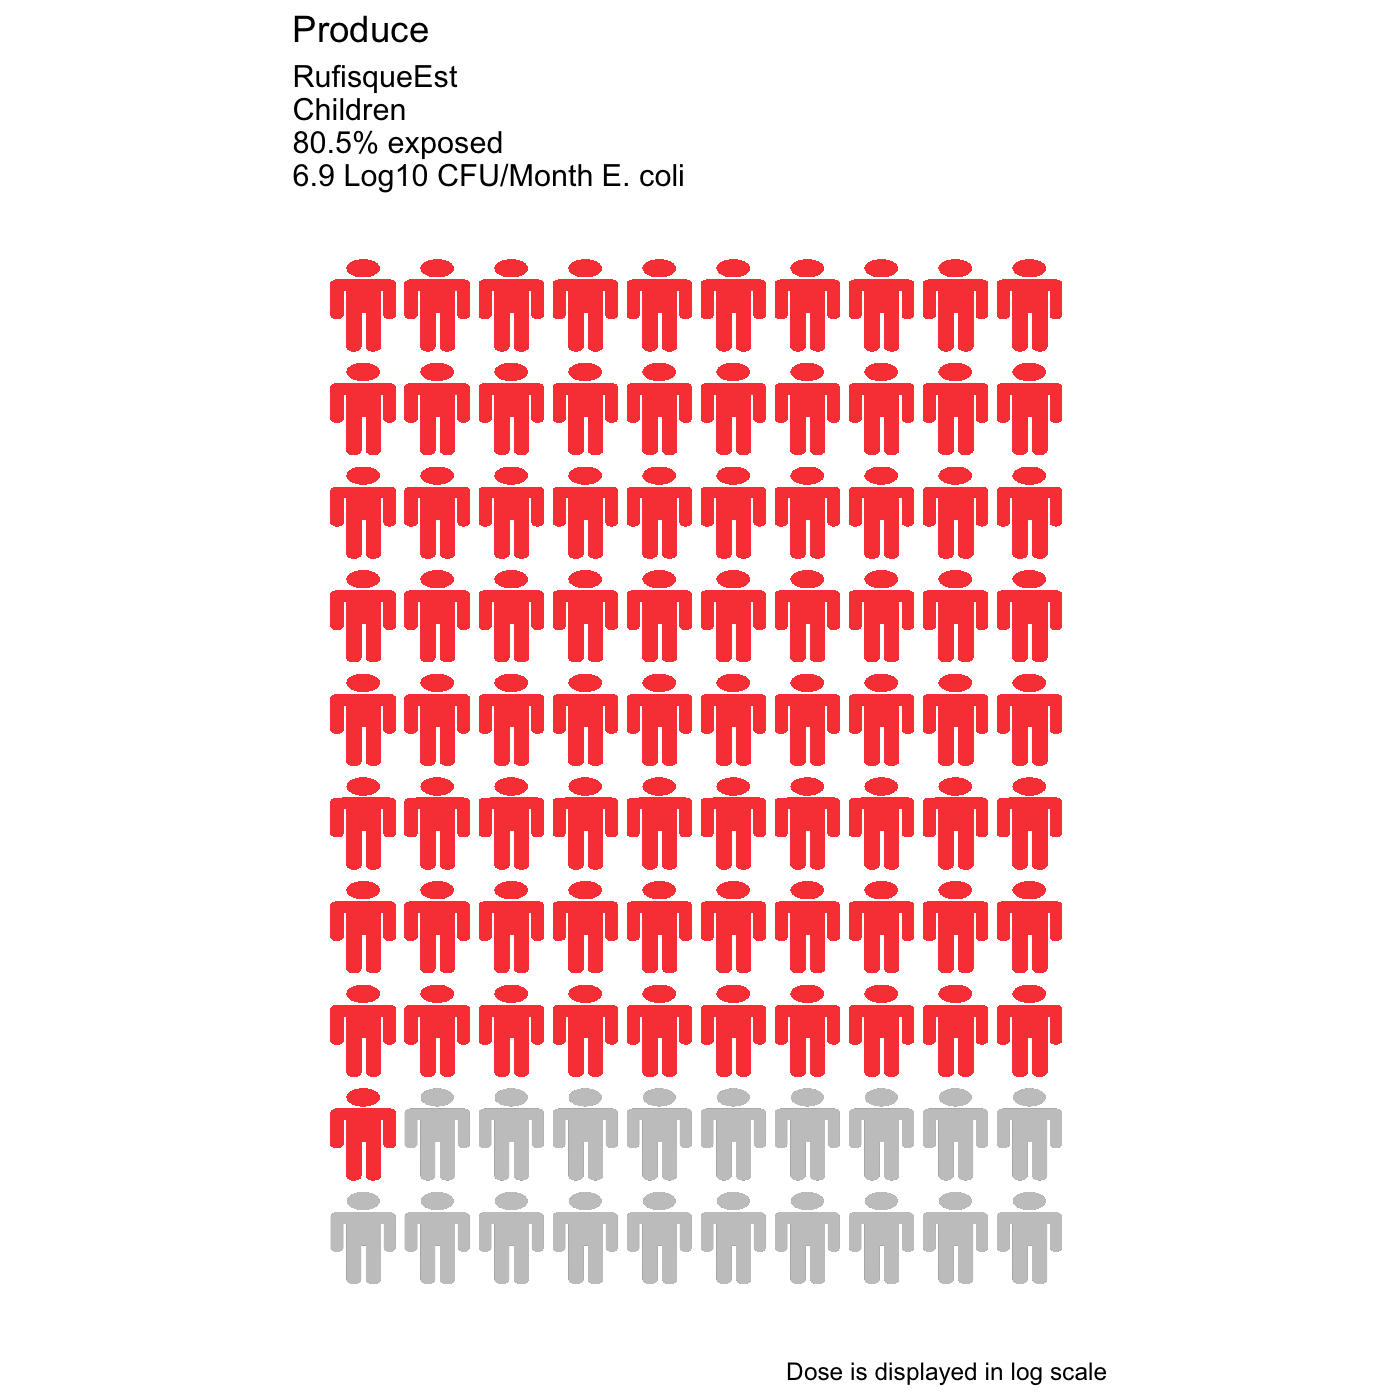 Produce
RufisqueEst
Children
80.5% exposed
6.9 Log10 CFU/Month E. coli
Dose is displayed in log scale